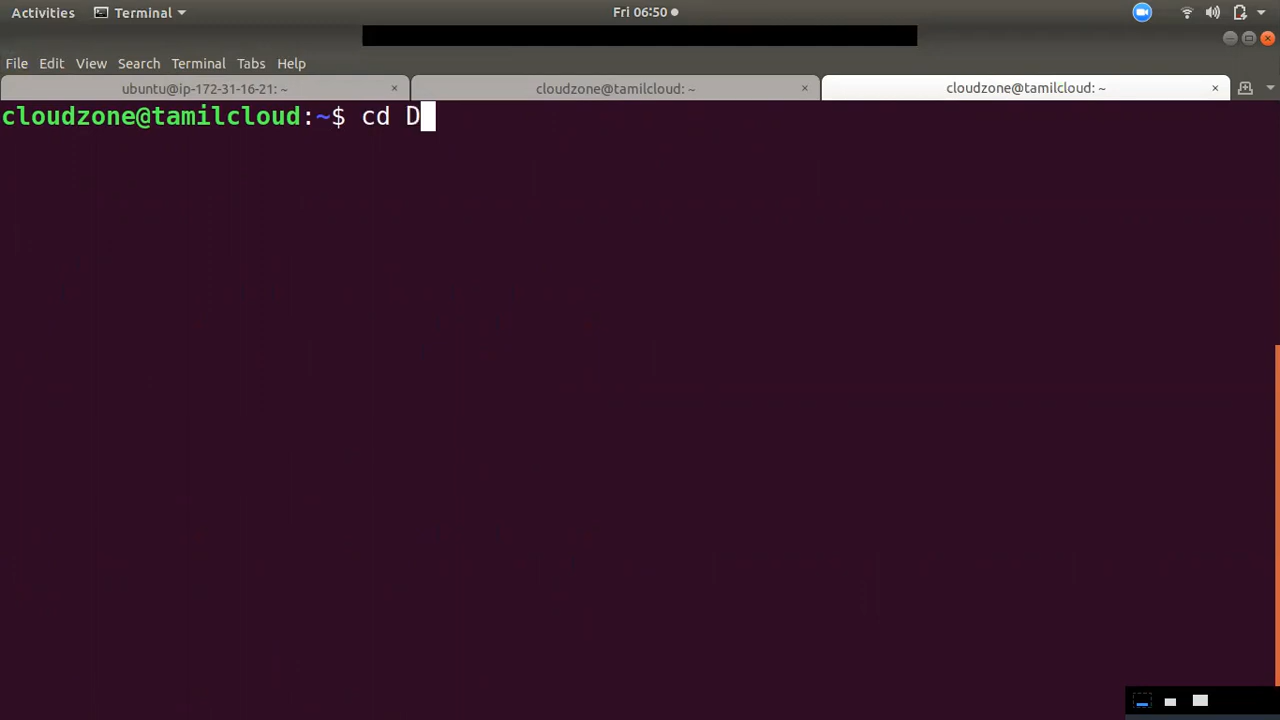 Activities Terminal Fri 06:50
File Edit View Search Terminal Tabs Help
ubuntu@ip-172-31-16-21: ~ × cloudzone@tamilcloud: ~ × cloudzone@tamilcloud: ~ ×
cloudzone@tamilcloud:~$ cd D